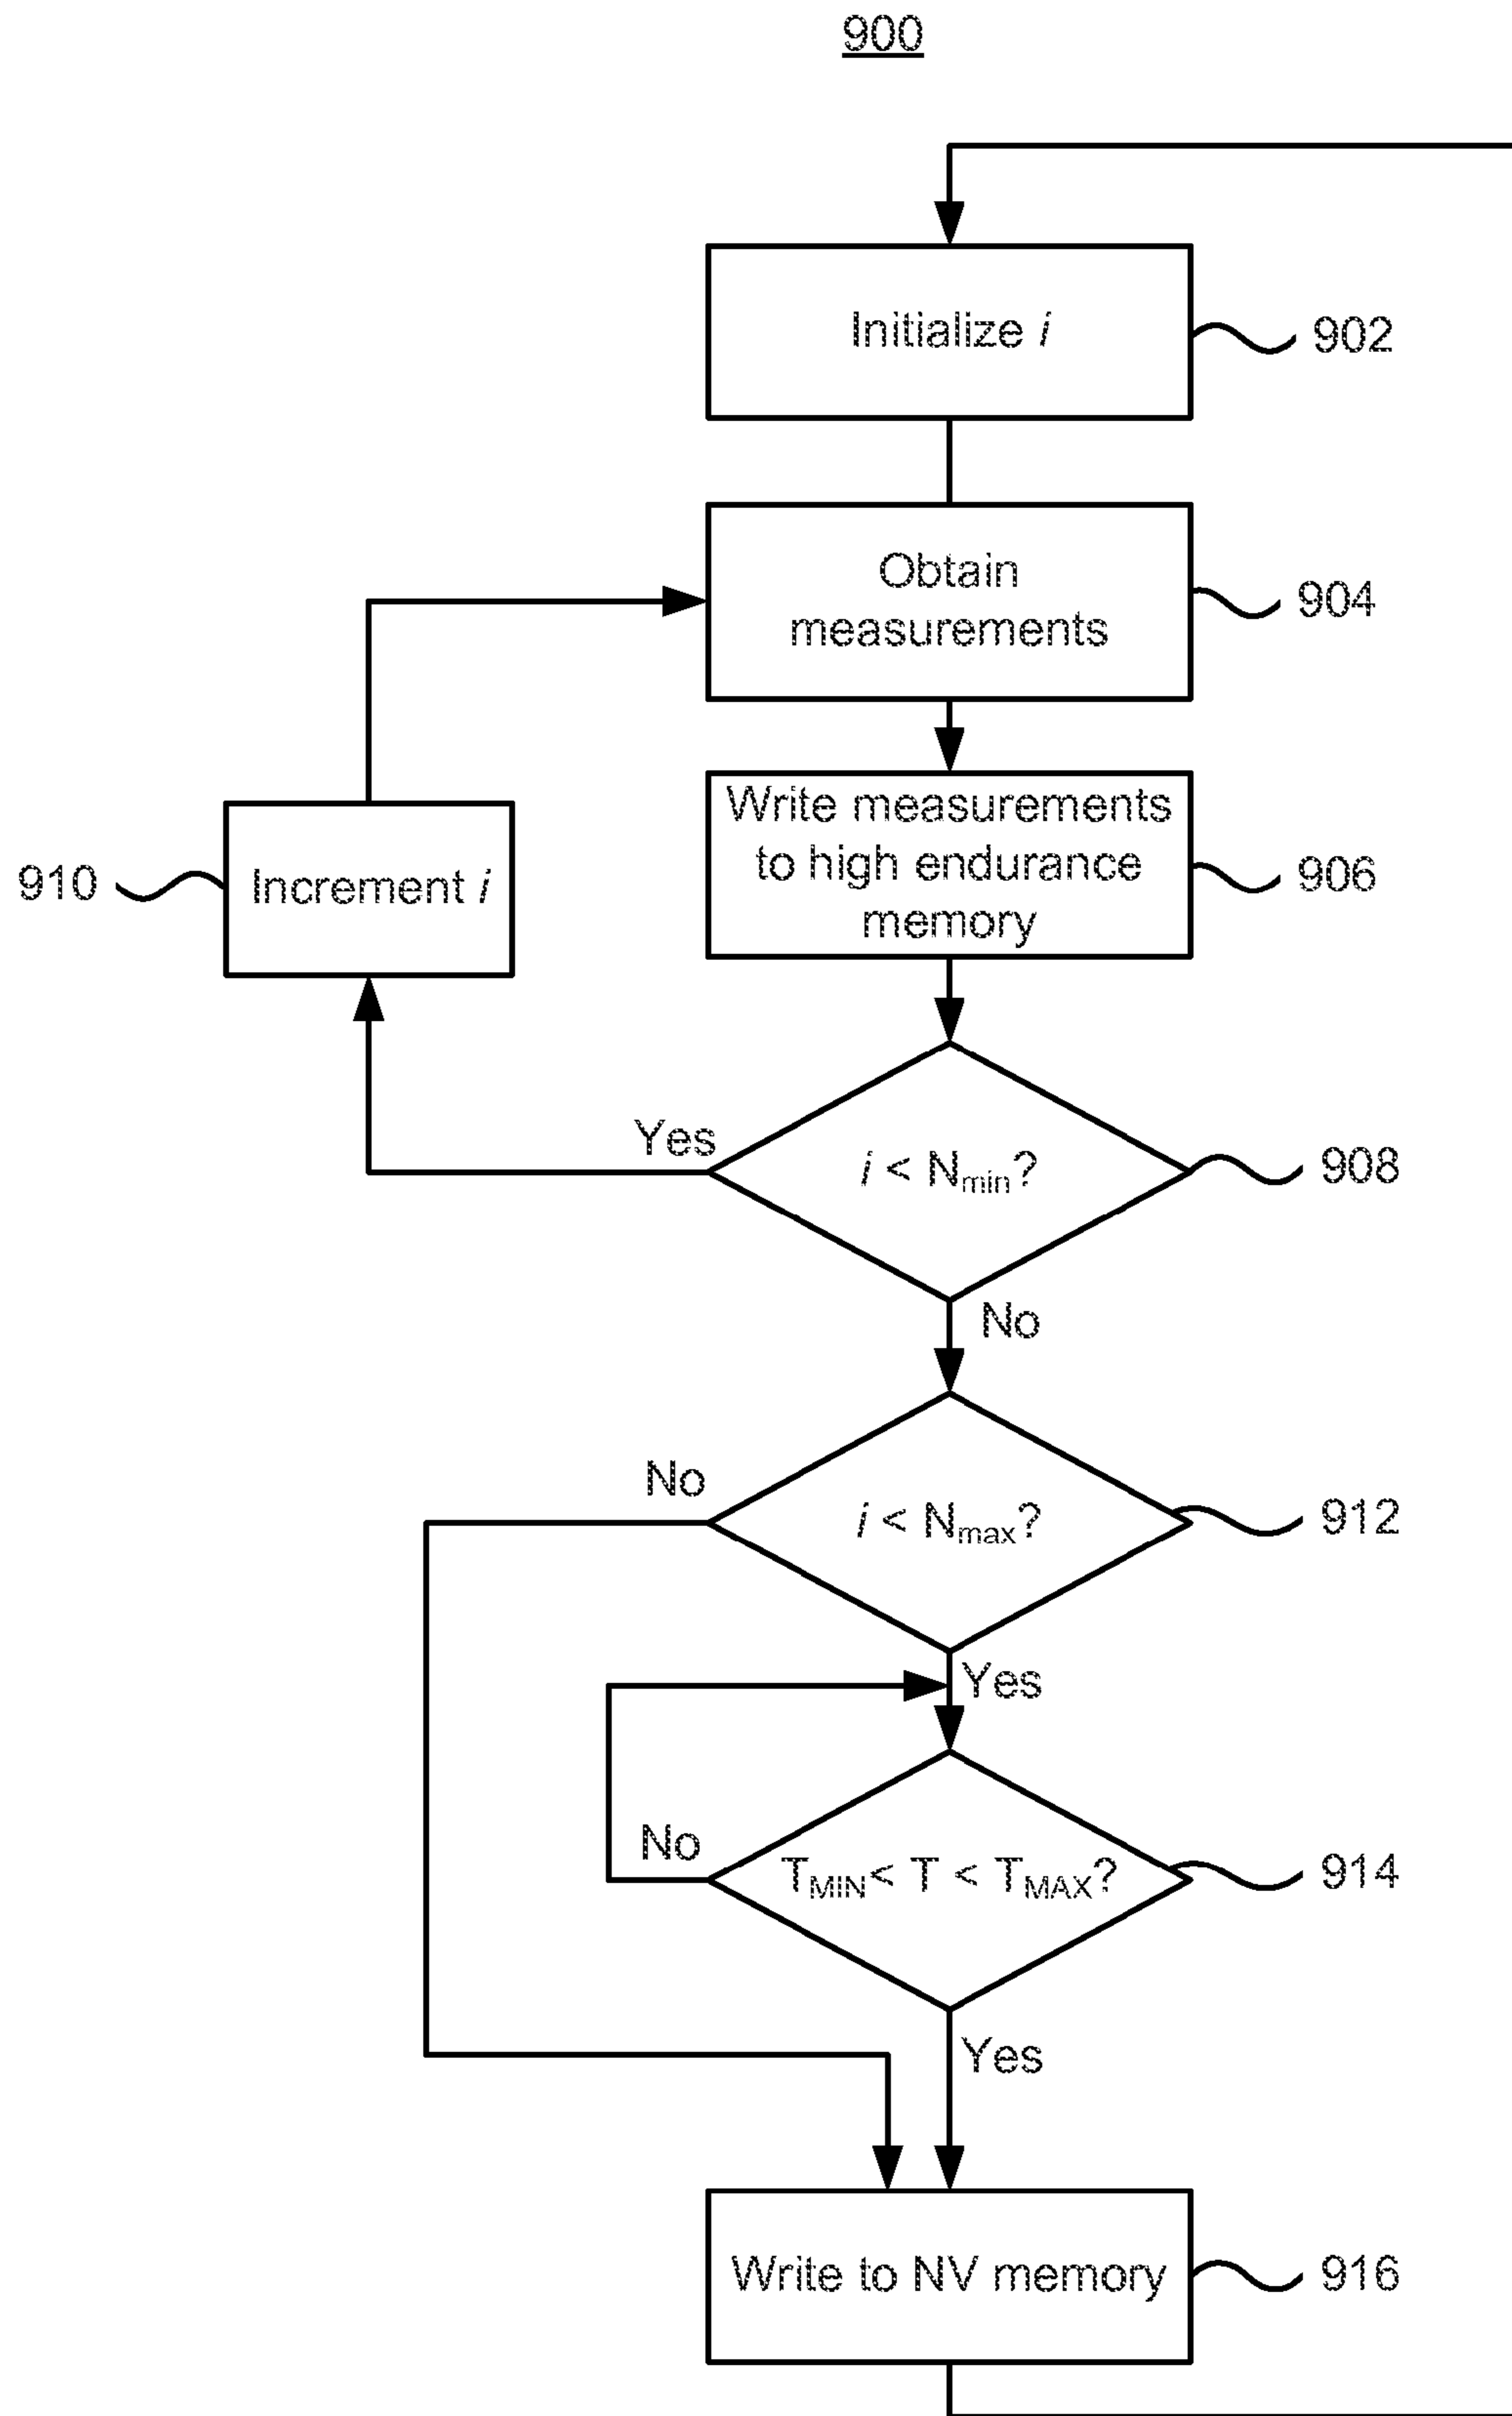 900
Initialize i
902
Obtain
measurements
904
Write measurements
to high endurance
memory
906
910
Increment i
Yes
i < Nmin?
908
No
No
i < Nmax?
912
Yes
No
TMIN< T < TMAX?
914
Yes
Write to NV memory
916